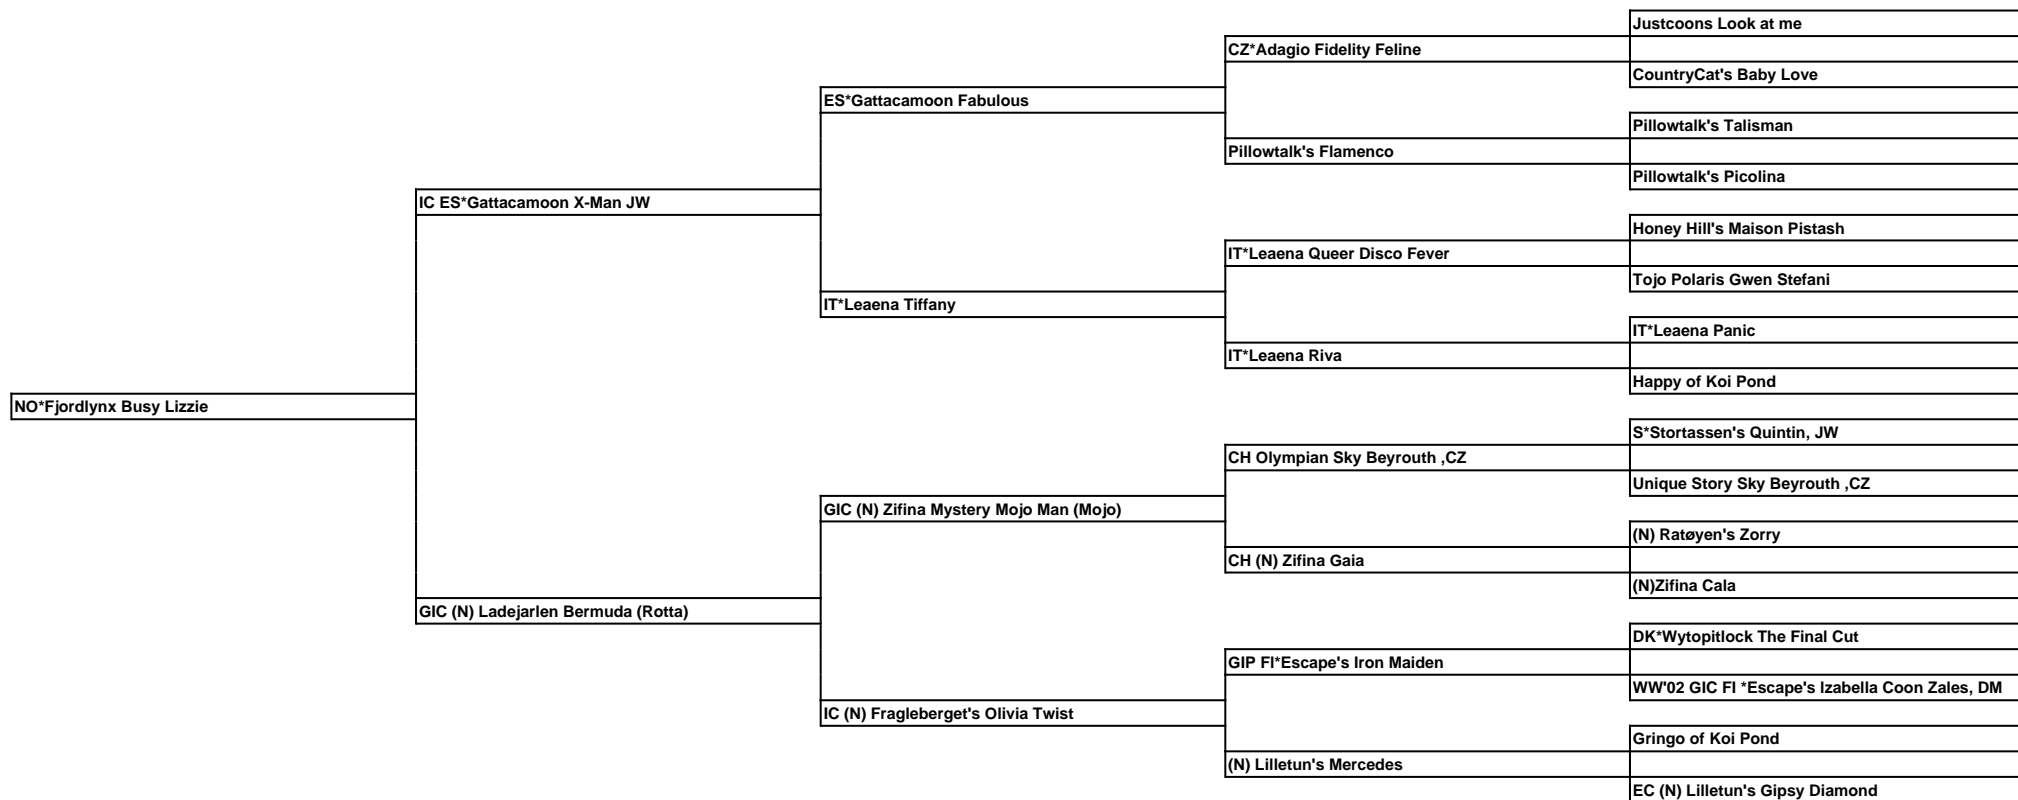 Justcoons Look at me
CZ*Adagio Fidelity Feline
CountryCat's Baby Love
ES*Gattacamoon Fabulous
Pillowtalk's Talisman
Pillowtalk's Flamenco
Pillowtalk's Picolina
IC ES*Gattacamoon X-Man JW
Honey Hill's Maison Pistash
IT*Leaena Queer Disco Fever
Tojo Polaris Gwen Stefani
IT*Leaena Tiffany
IT*Leaena Panic
IT*Leaena Riva
Happy of Koi Pond
NO*Fjordlynx Busy Lizzie
S*Stortassen's Quintin, JW
CH Olympian Sky Beyrouth ,CZ
Unique Story Sky Beyrouth ,CZ
GIC (N) Zifina Mystery Mojo Man (Mojo)
(N) Ratøyen's Zorry
CH (N) Zifina Gaia
(N)Zifina Cala
GIC (N) Ladejarlen Bermuda (Rotta)
DK*Wytopitlock The Final Cut
GIP FI*Escape's Iron Maiden
WW'02 GIC FI *Escape's Izabella Coon Zales, DM
IC (N) Fragleberget's Olivia Twist
Gringo of Koi Pond
(N) Lilletun's Mercedes
EC (N) Lilletun's Gipsy Diamond